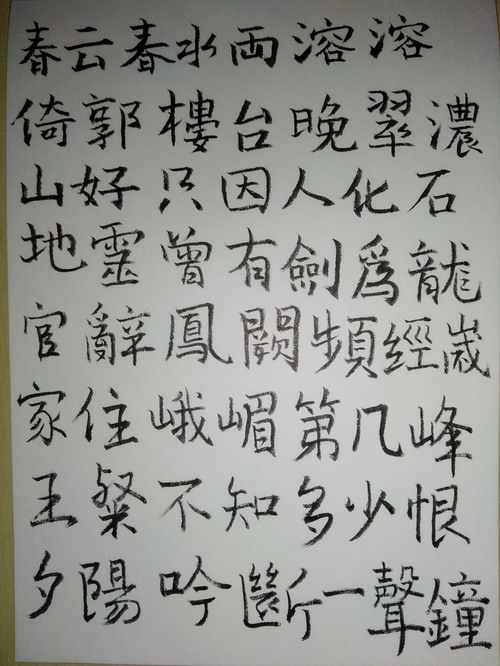 春云春水两溶溶
倚郭樓台晚翠濃
山好只因人化石
地靈曾有劍為龍
官辭鳳闕頻經歲
家住峨嵋第几峰
王粲不知多少恨
夕陽吟斷一聲鐘